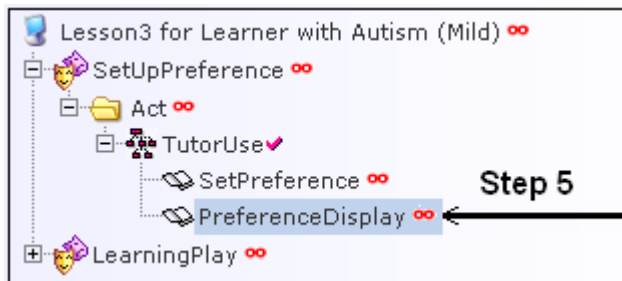 Lesson3 for Learner with Autism (Mild)
SetUpPreference
Act
TutorUse
SetPreference
Step 5
PreferenceDisplay
LearningPlay